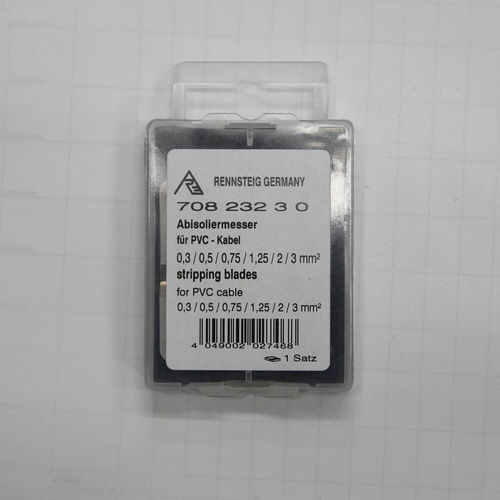 RENNSTEIG GERMANY
708 232 3 0
Abisoliermesser
für PVC - Kabel
0,3 / 0,5 / 0,75 / 1,25 / 2 / 3 mm²
stripping blades
for PVC cable
0,3 / 0,5 / 0,75 / 1,25 / 2 / 3 mm²
4 049002 027468
1 Satz